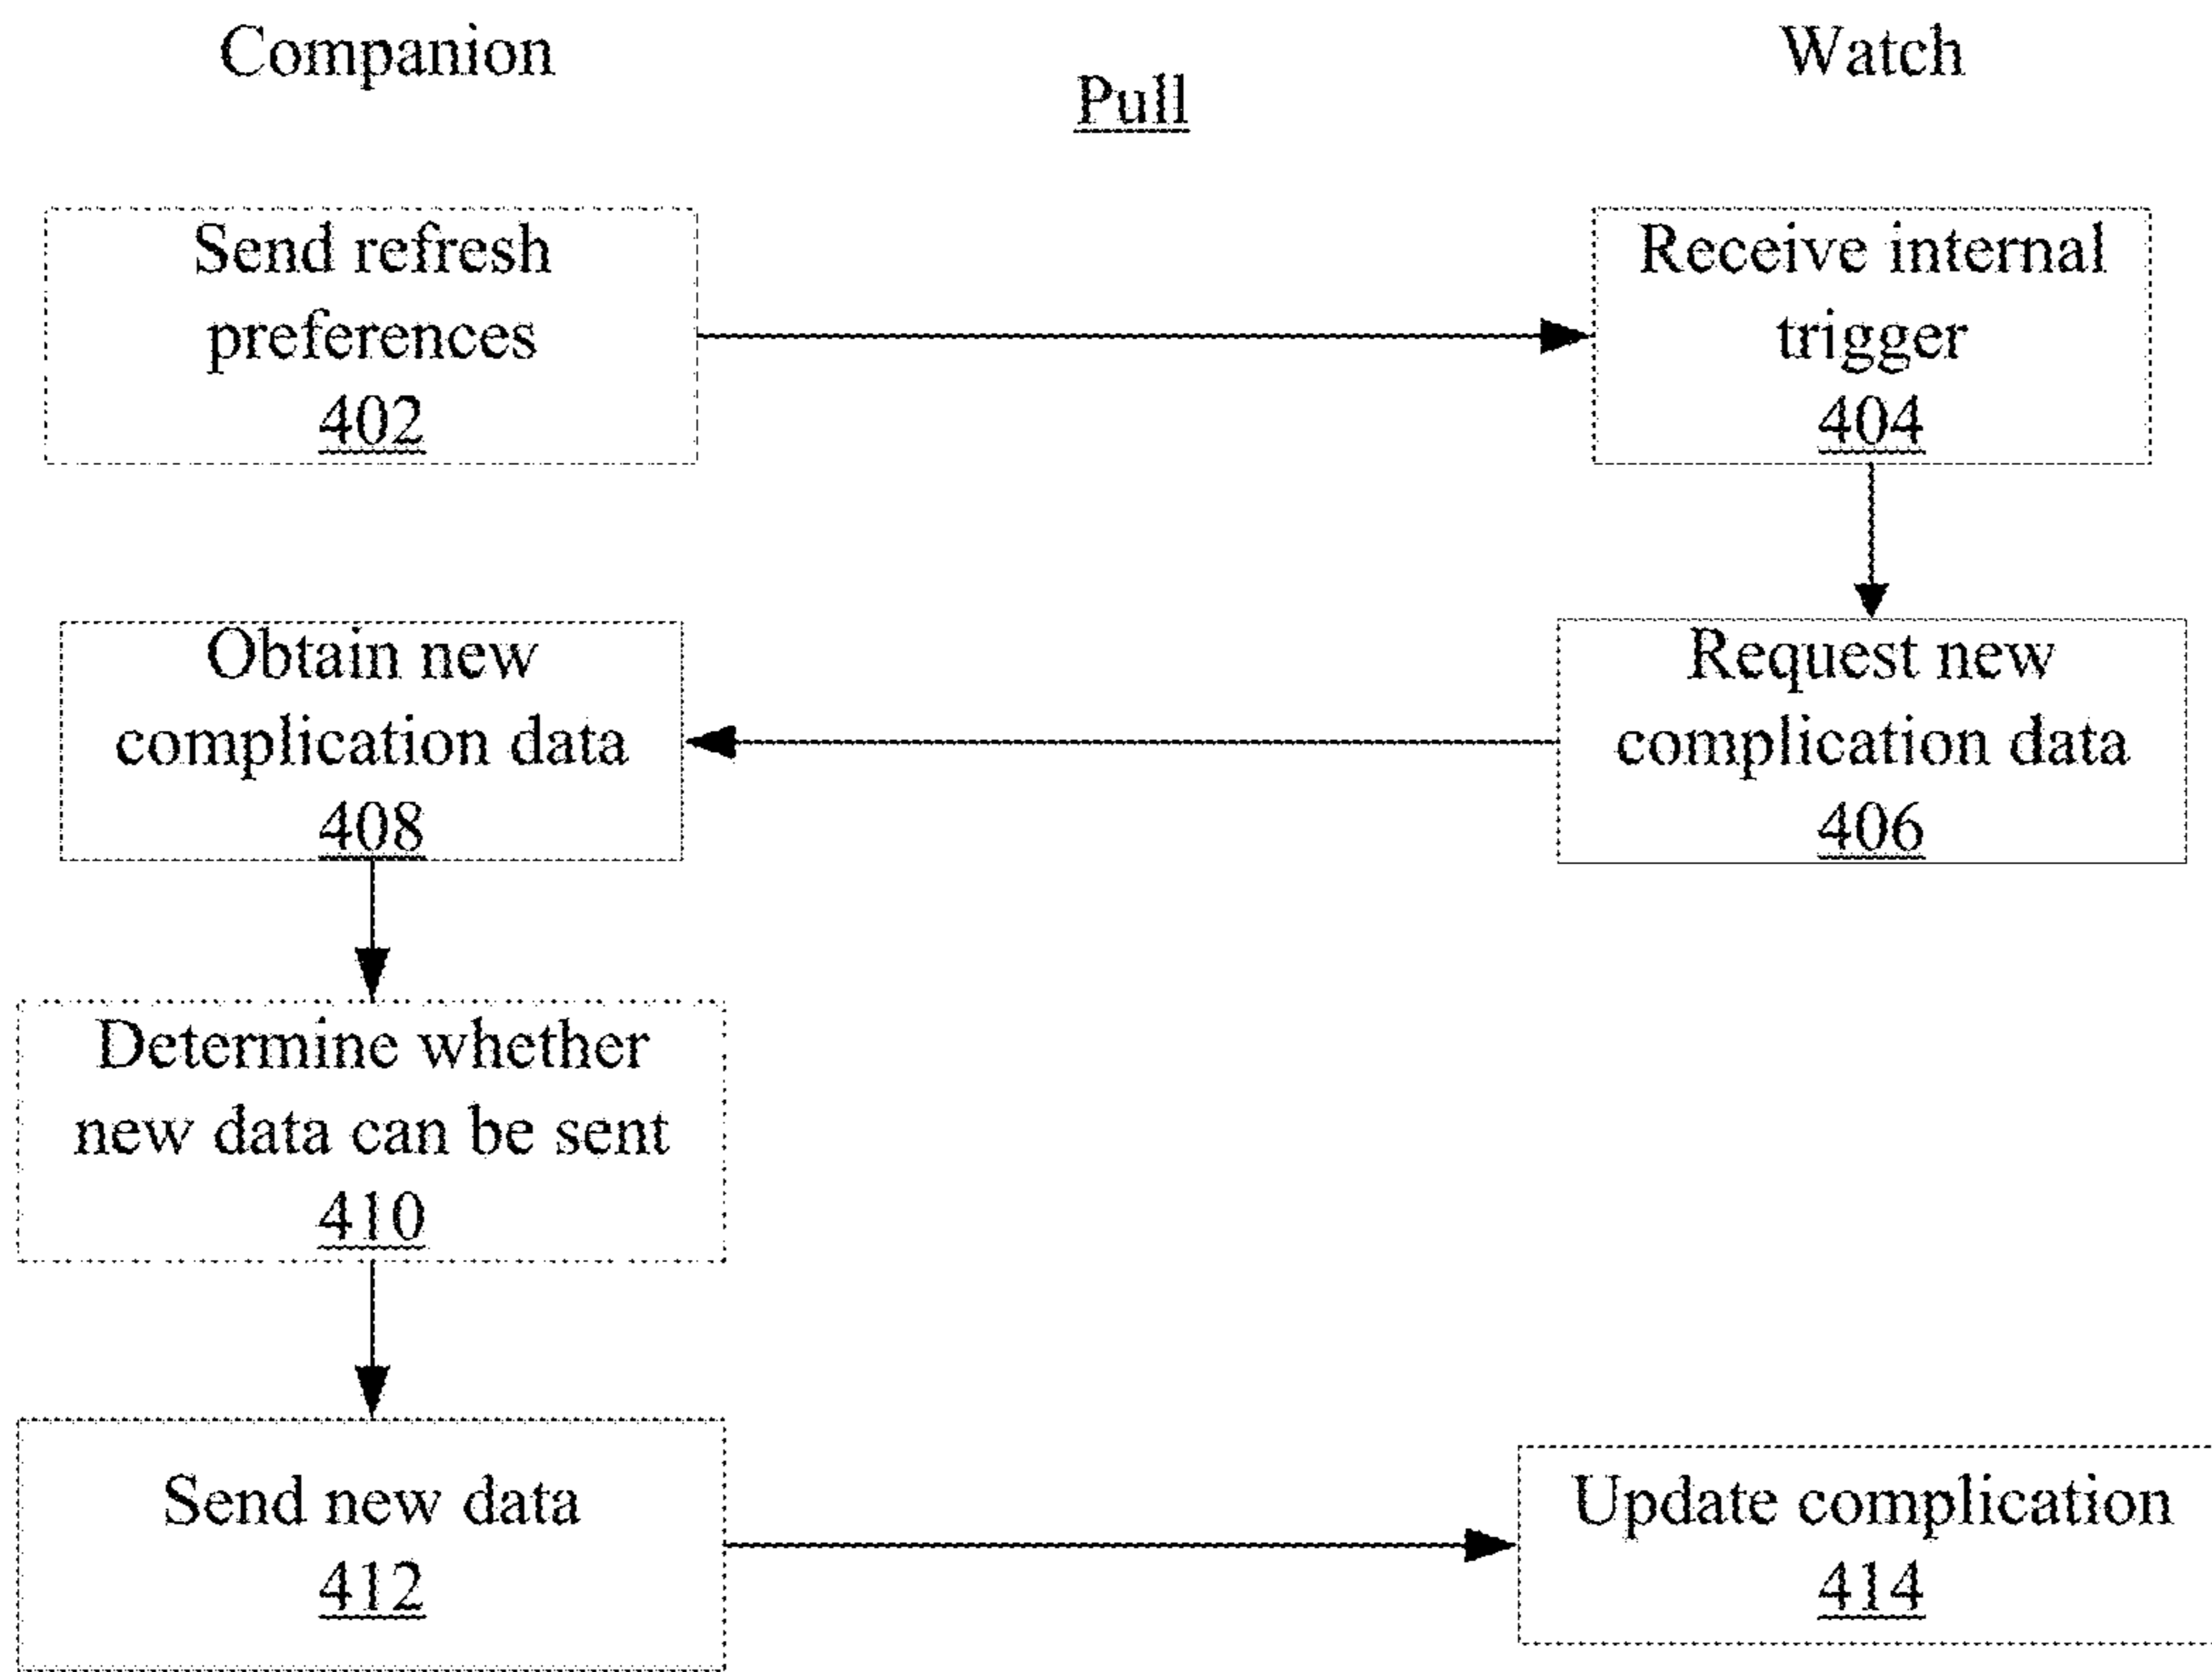 Companion
Pull
Watch
Send refresh
preferences
402
Receive internal
trigger
404
Obtain new
complication data
408
Request new
complication data
406
Determine whether
new data can be sent
410
Send new data
412
Update complication
414